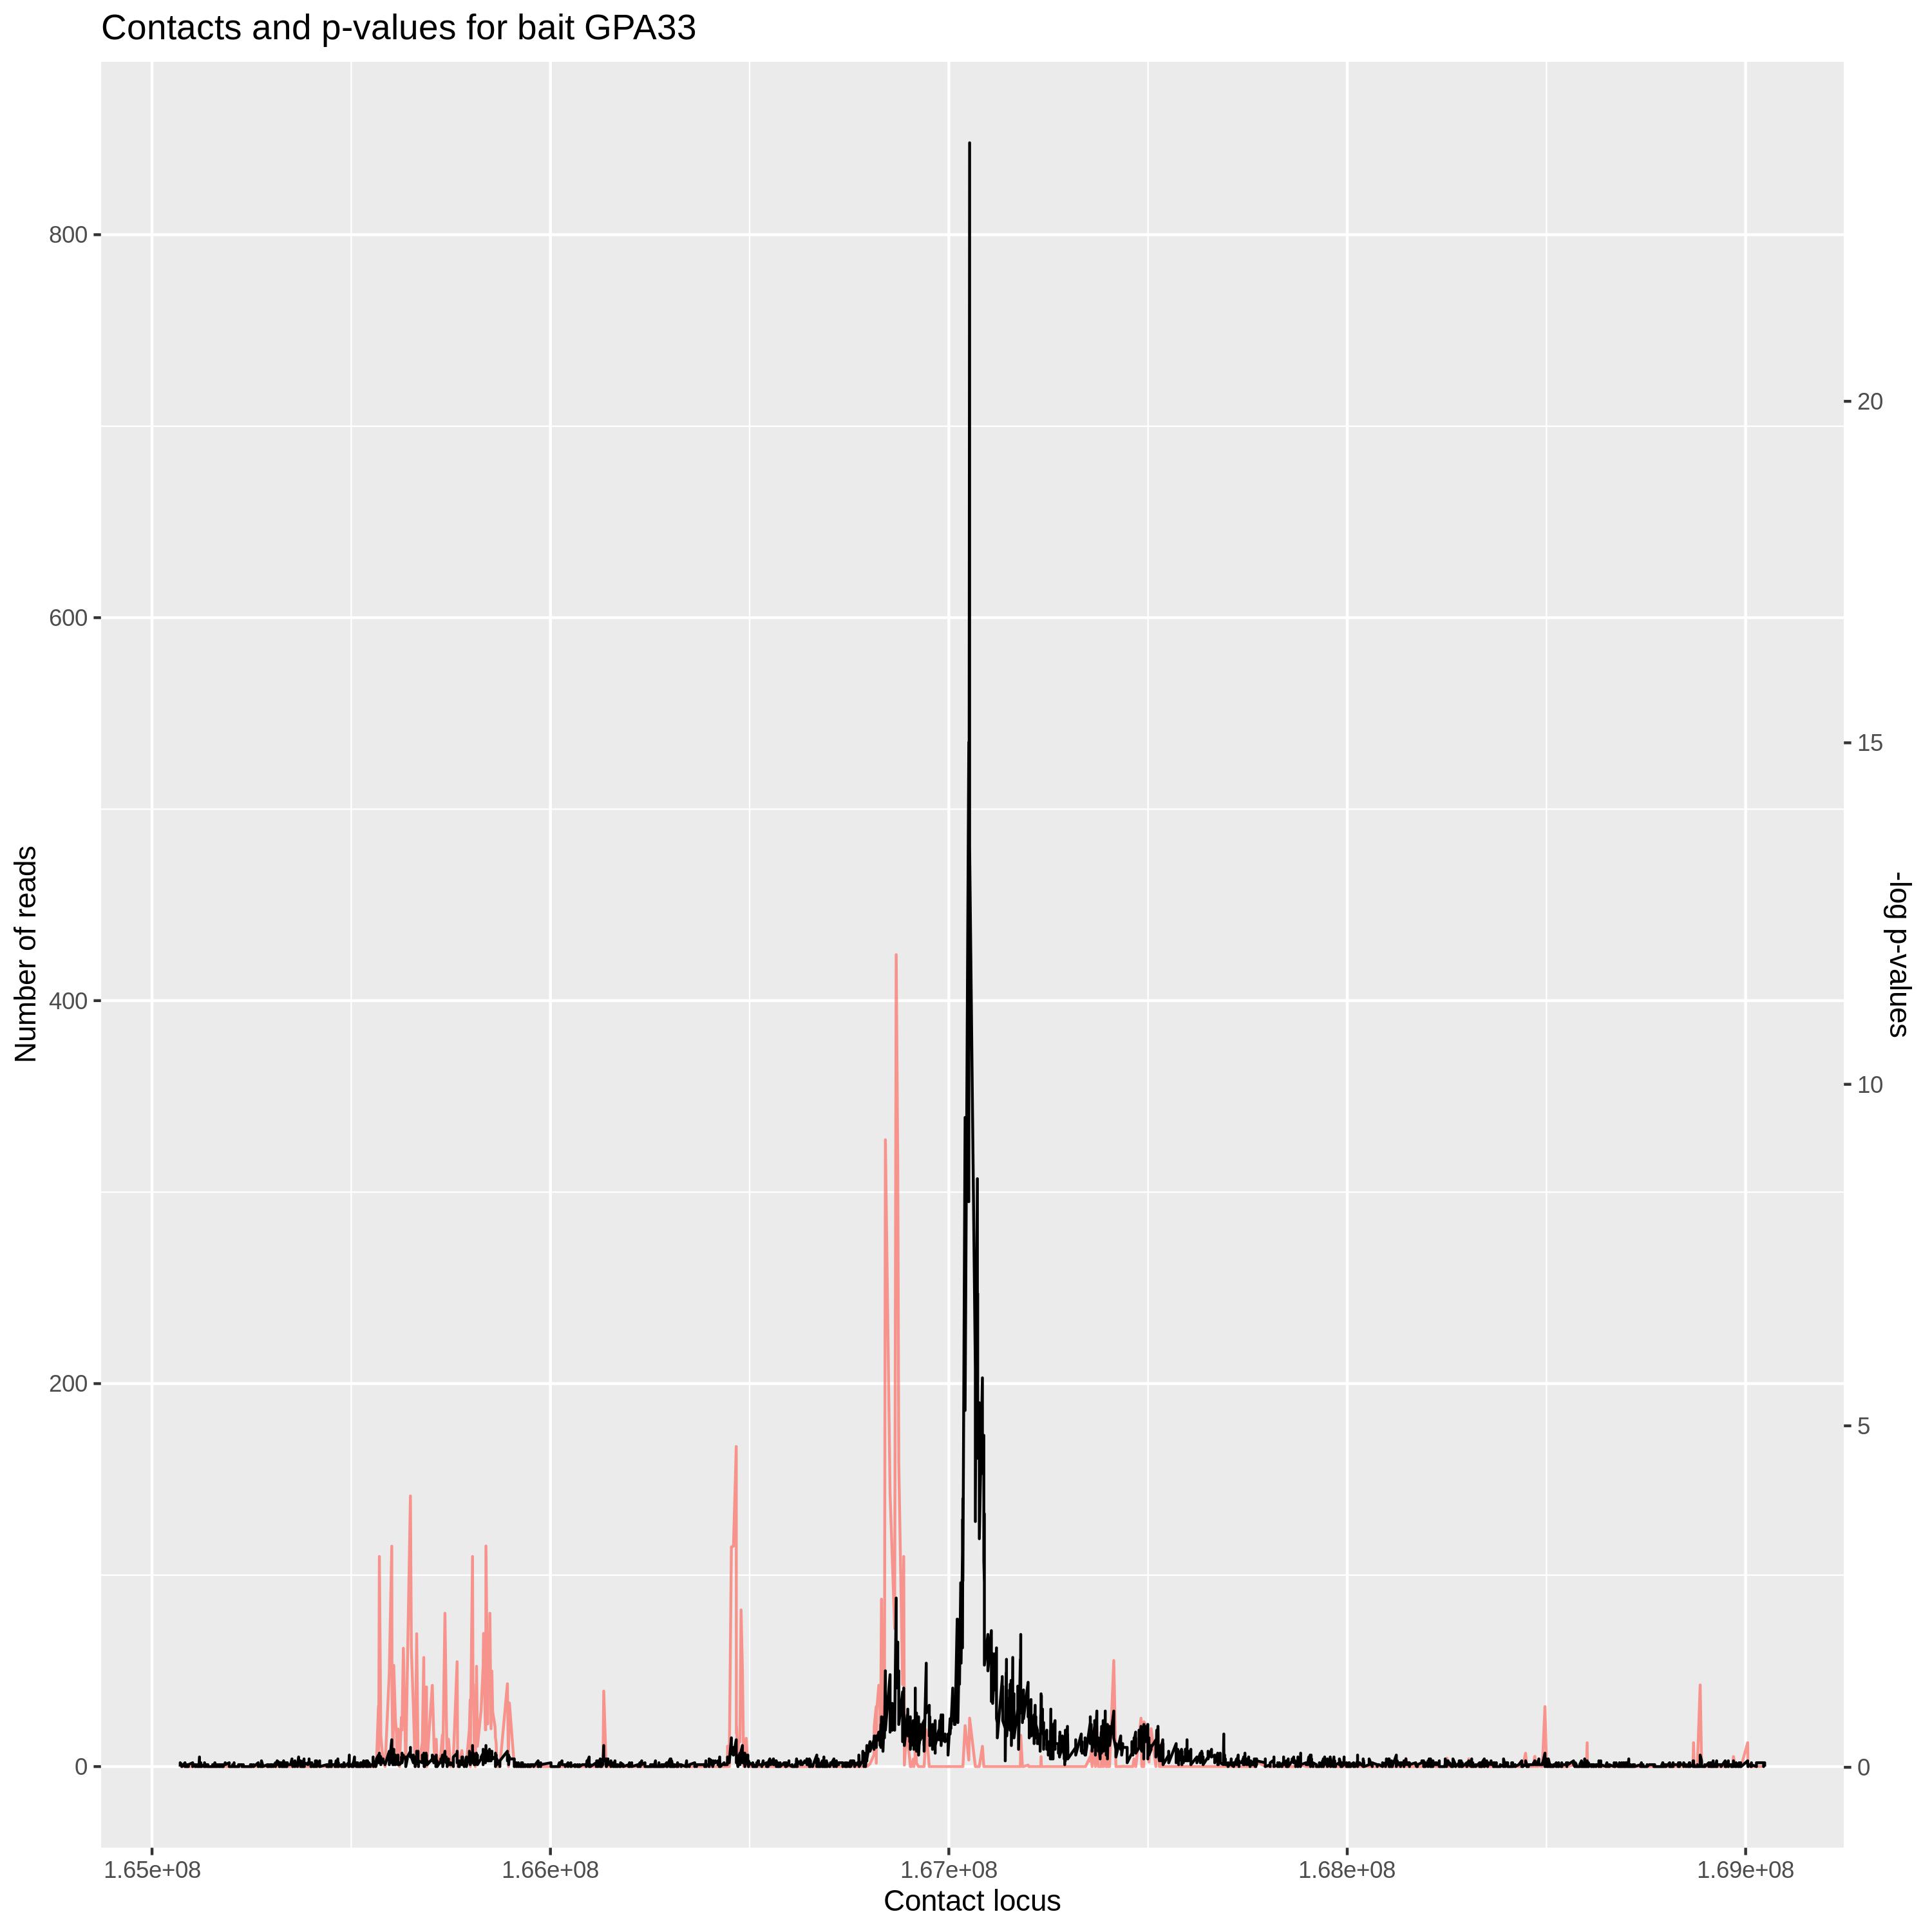 Contacts and p-values for bait GPA33
Number of reads
800
600
400
200
0
20
15
10
5
0
-log p-values
1.65e+08
1.66e+08
1.67e+08
1.68e+08
1.69e+08
Contact locus